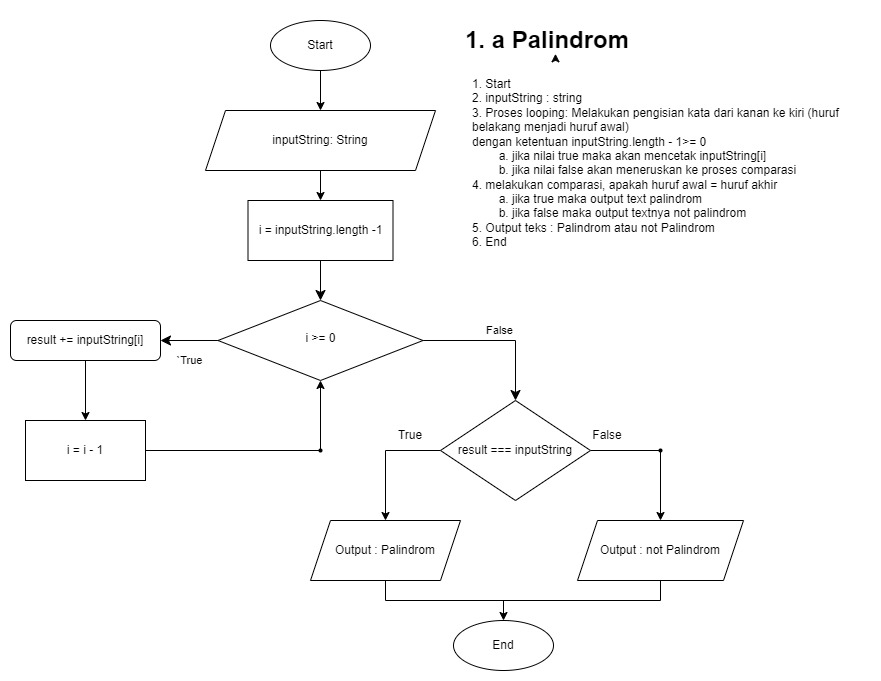 Start
1. a Palindrom
1. Start
2. inputString : string
3. Proses looping: Melakukan pengisian kata dari kanan ke kiri (huruf
belakang menjadi huruf awal)
dengan ketentuan inputString.length - 1>= 0
a. jika nilai true maka akan mencetak inputString[i]
b. jika nilai false akan meneruskan ke proses comparasi
4. melakukan comparasi, apakah huruf awal = huruf akhir
a. jika true maka output text palindrom
b. jika false maka output textnya not palindrom
5. Output teks : Palindrom atau not Palindrom
6. End
inputString: String
i = inputString.length -1
i >= 0
False
result += inputString[i]
`True
i = i - 1
True
False
result === inputString
Output : Palindrom
Output : not Palindrom
End